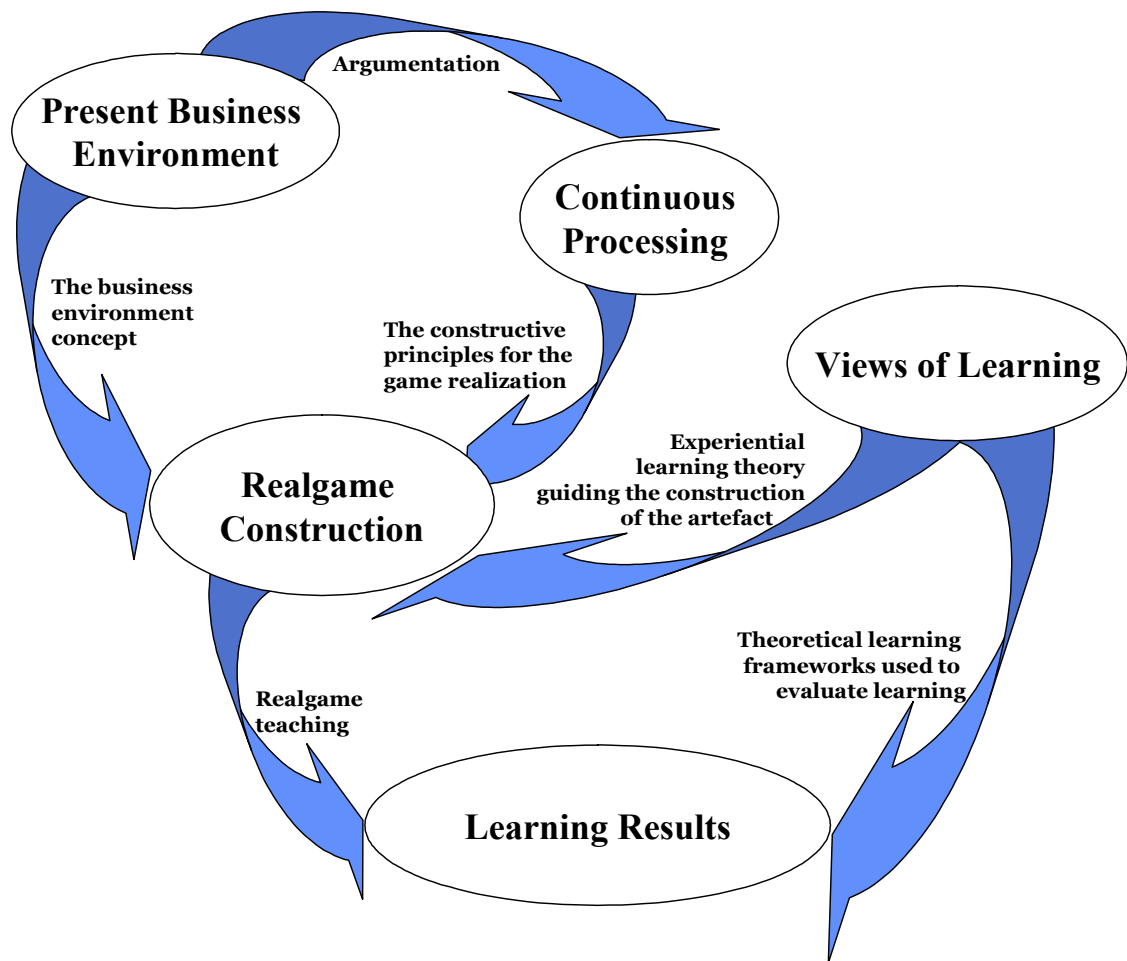 Argumentation
Present Business
Environment
Continuous
Processing
The business
environment
concept
The constructive
principles for the
game realization
Views of Learning
Experiential
learning theory
guiding the construction
of the artefact
Realgame
Construction
Theoretical learning
frameworks used to
evaluate learning
Realgame
teaching
Learning Results